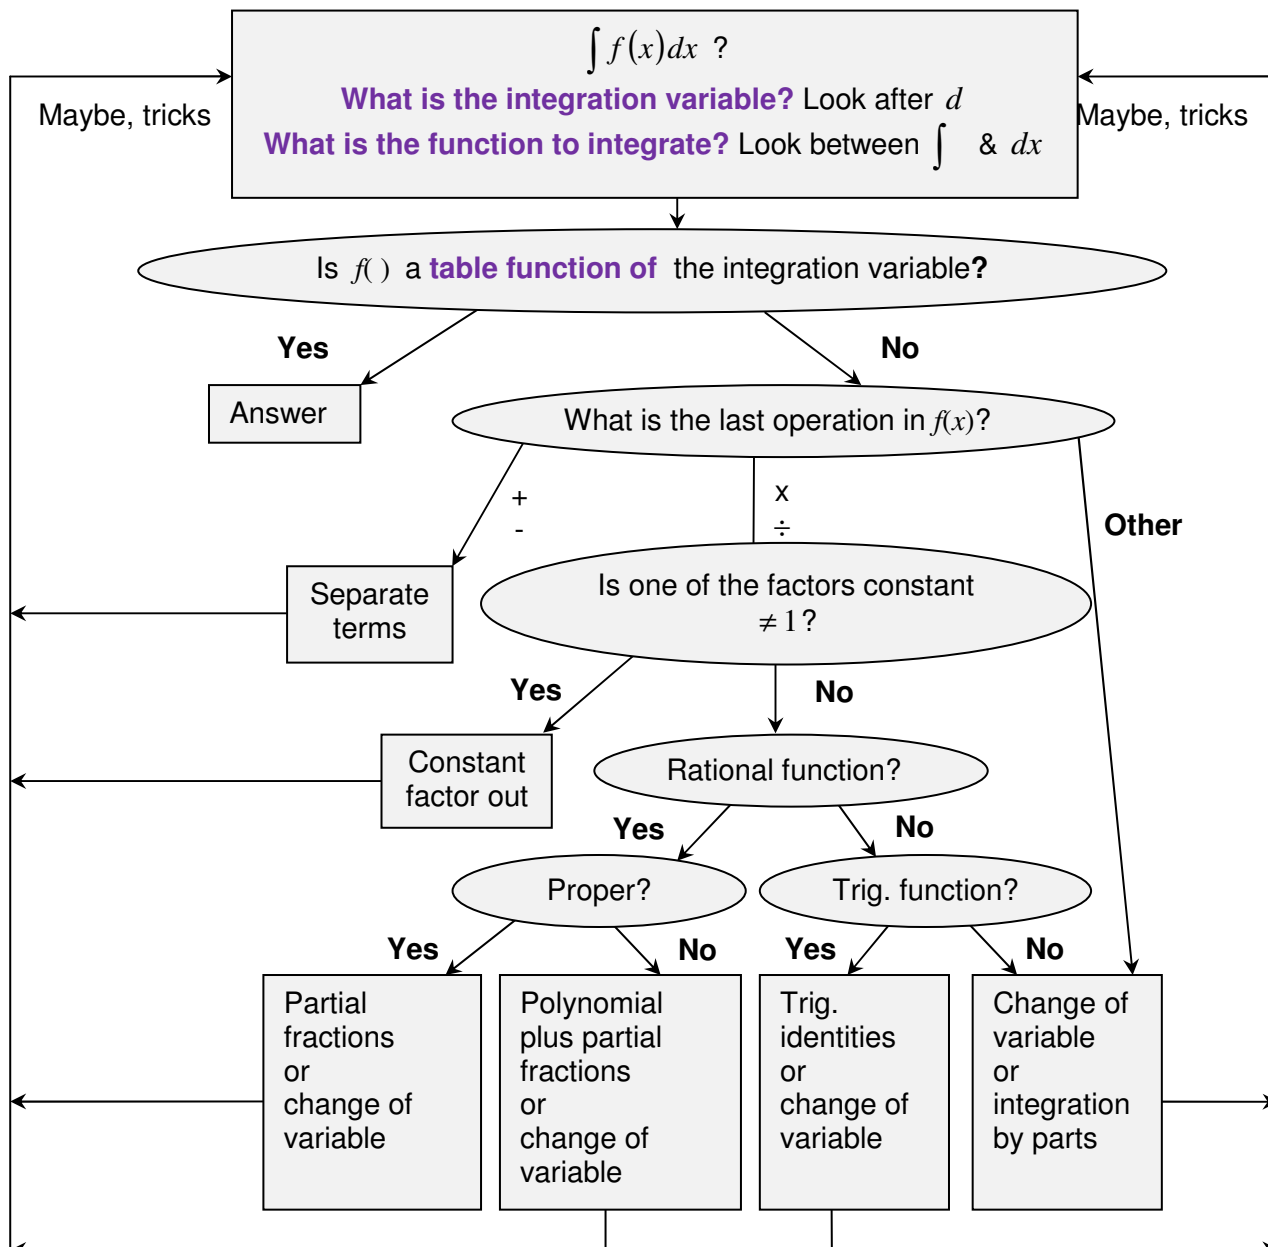 ∫ f(x)dx ?
What is the integration variable? Look after d
What is the function to integrate? Look between ∫ & dx
Maybe, tricks
Maybe, tricks
Is f( ) a table function of the integration variable?
Yes
No
Answer
What is the last operation in f(x)?
+
-
x
÷
Other
Separate
terms
Is one of the factors constant
≠ 1?
Yes
No
Constant
factor out
Rational function?
Yes
No
Proper?
Trig. function?
Yes
No
Yes
No
Partial
fractions
or
change of
variable
Polynomial
plus partial
fractions
or
change of
variable
Trig.
identities
or
change of
variable
Change of
variable
or
integration
by parts